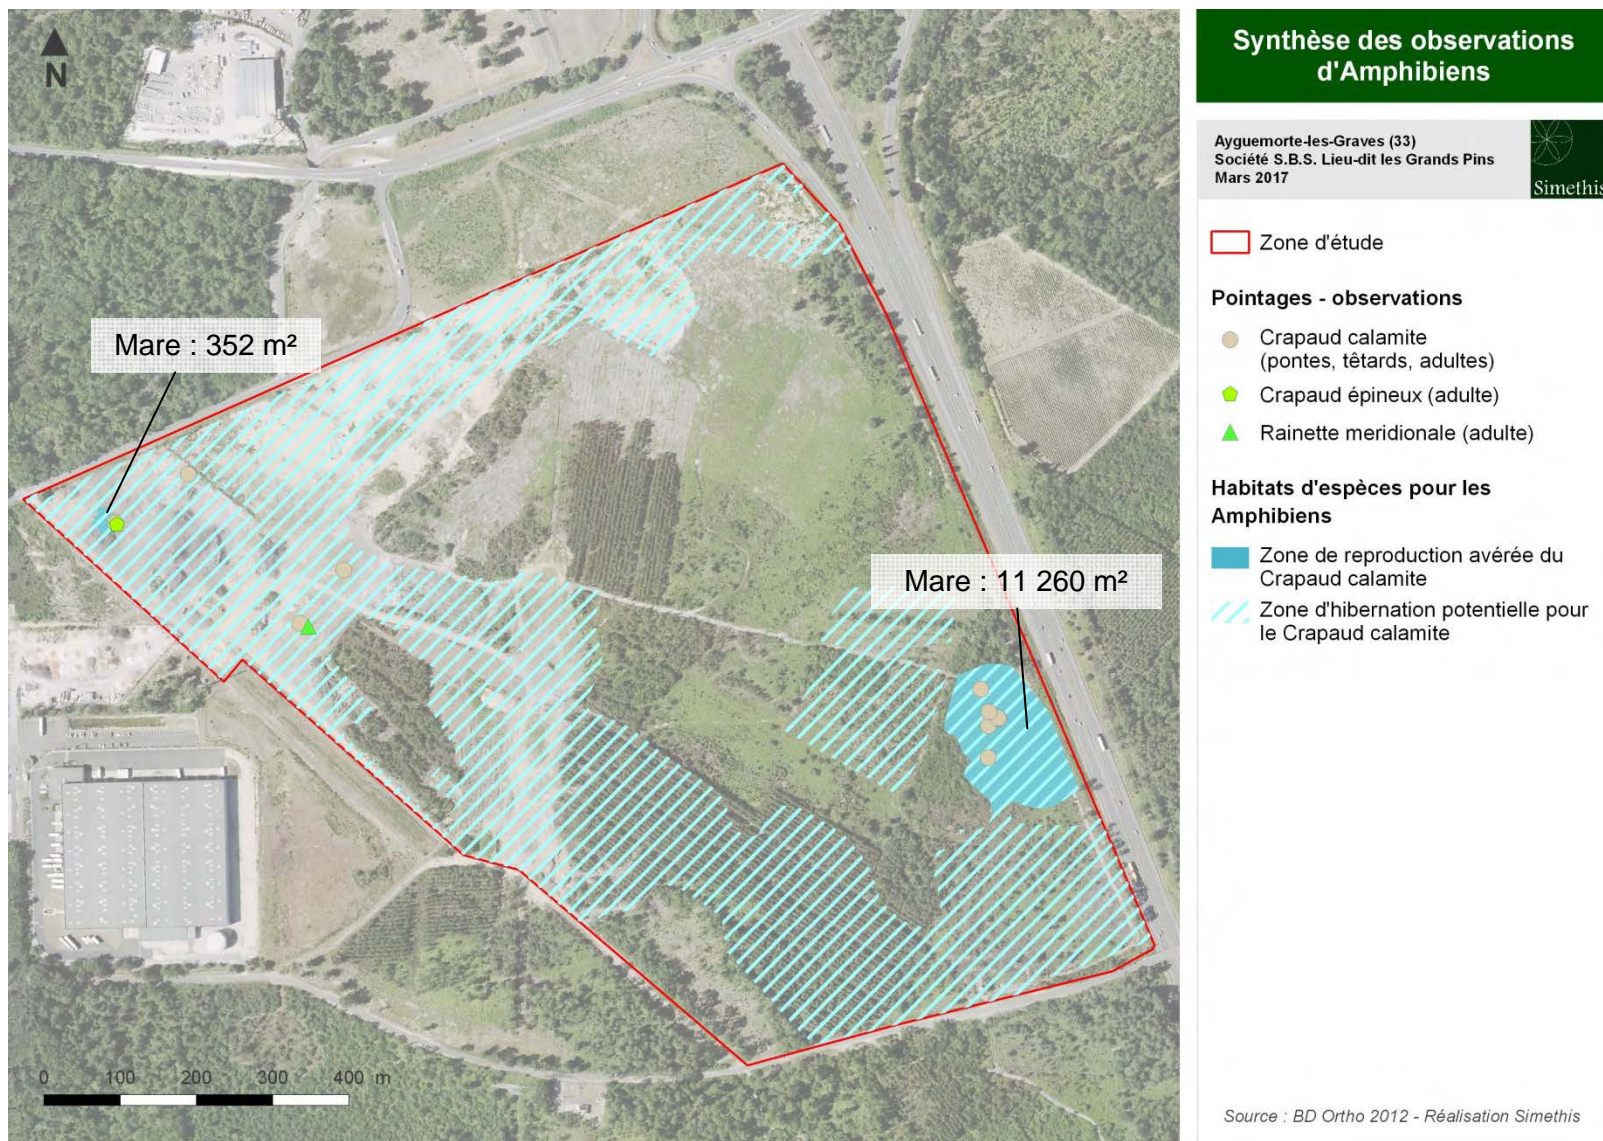 N
Mare : 352 m²
Mare : 11 260 m²
0 100 200 300 400 m
Synthèse des observations
d'Amphibiens
Ayguemorte-les-Graves (33)
Société S.B.S. Lieu-dit les Grands Pins
Mars 2017
Simethis
Zone d'étude
Pointages - observations
Crapaud calamite
(pontes, têtards, adultes)
Crapaud épineux (adulte)
Rainette meridionale (adulte)
Habitats d'espèces pour les
Amphibiens
Zone de reproduction avérée du
Crapaud calamite
Zone d'hibernation potentielle pour
le Crapaud calamite
Source : BD Ortho 2012 - Réalisation Simethis